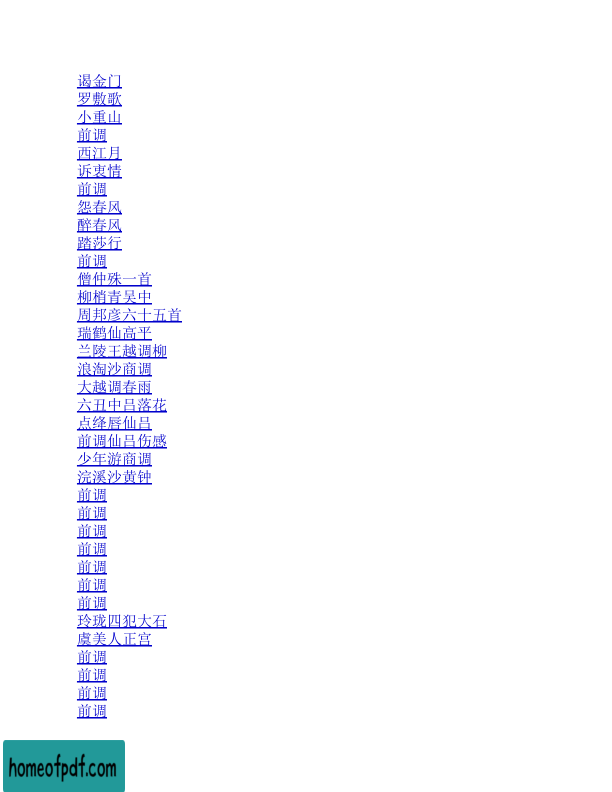 谒金门
罗敷歌
小重山
前调
西江月
诉衷情
前调
怨春风
醉春风
踏莎行
前调
僧仲殊一首
柳梢青吴中
周邦彦六十五首
瑞鹤仙高平
兰陵王越调柳
浪淘沙商调
大越调春雨
六丑中吕落花
点绛唇仙吕
前调仙吕伤感
少年游商调
浣溪沙黄钟
前调
前调
前调
前调
前调
前调
前调
玲珑四犯大石
虞美人正宫
前调
前调
前调
前调
homeofpdf.com